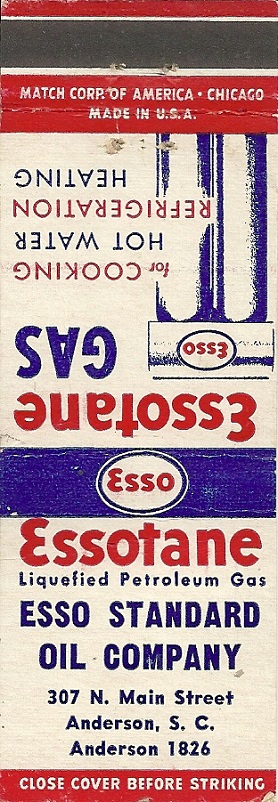 MATCH CORP. OF AMERICA • CHICAGO
MADE IN U.S.A.
Essotane
GAS
for COOKING
HOT WATER
REFRIGERATION
HEATING
ESSO
Esso
Essotane
Liquefied Petroleum Gas
ESSO STANDARD
OIL COMPANY
307 N. Main Street
Anderson, S. C.
Anderson 1826
CLOSE COVER BEFORE STRIKING